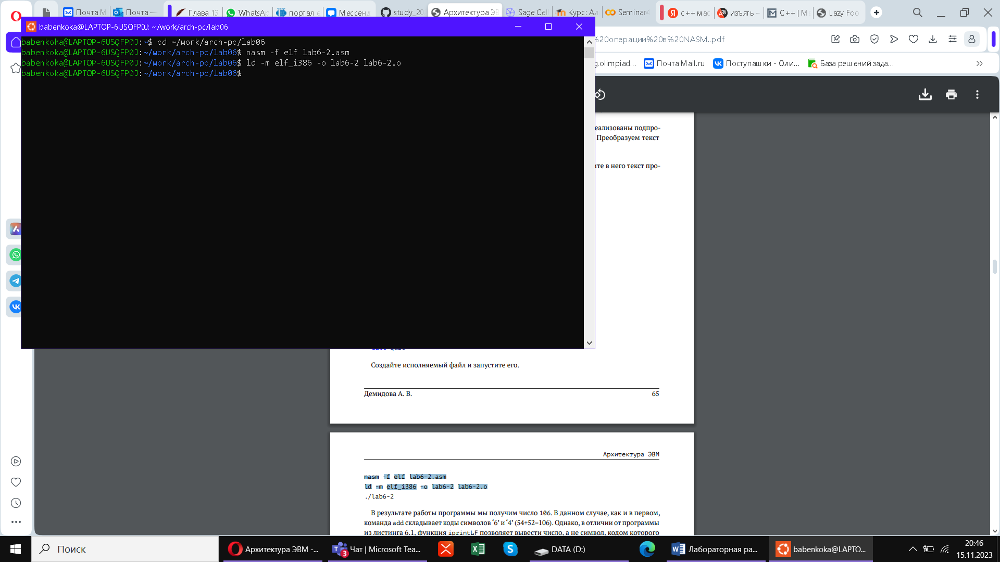 Почта М
Почта —
Глава 13
WhatsAp
портал е
Мессенд
study_20
Архитектура ЭВ
Sage Cel
Курс: Ал
Seminar4
с++ мас
изъять –
C++ | М
Lazy Foo
babenkoka@LAPTOP-6USQFP0J: ~/work/arch-pc/lab06
%20операции%20в%20NASM..pdf
g.olimpiad...
Почта Mail.ru
Поступашки - Оли...
База решений зада...
babenkoka@LAPTOP-6USQFP0J:~$ cd ~/work/arch-pc/lab06
babenkoka@LAPTOP-6USQFP0J:~/work/arch-pc/lab06$ nasm -f elf lab6-2.asm
babenkoka@LAPTOP-6USQFP0J:~/work/arch-pc/lab06$ ld -m elf_i386 -o lab6-2 lab6-2.o
babenkoka@LAPTOP-6USQFP0J:~/work/arch-pc/lab06$
еализованы подпро-
Преобразуем текст
те в него текст про-
Создайте исполняемый файл и запустите его.
Демидова А. В. 65
Архитектура ЭВМ
nasm -f elf lab6-2.asm
ld -m elf_i386 -o lab6-2 lab6-2.o
./lab6-2
В результате работы программы мы получим число 106. В данном случае, как и в первом,
команда add складывает коды символов ‘6’ и ‘4’ (54+52=106). Однако, в отличии от программы
из листинга 6.1, функция iprintLF позволяет вывести число, а не символ, кодом которого
Поиск
Архитектура ЭВМ -...
3
Чат | Microsoft Tea...
DATA (D:)
Лабораторная ра...
babenkoka@LAPTO...
20:46
15.11.2023